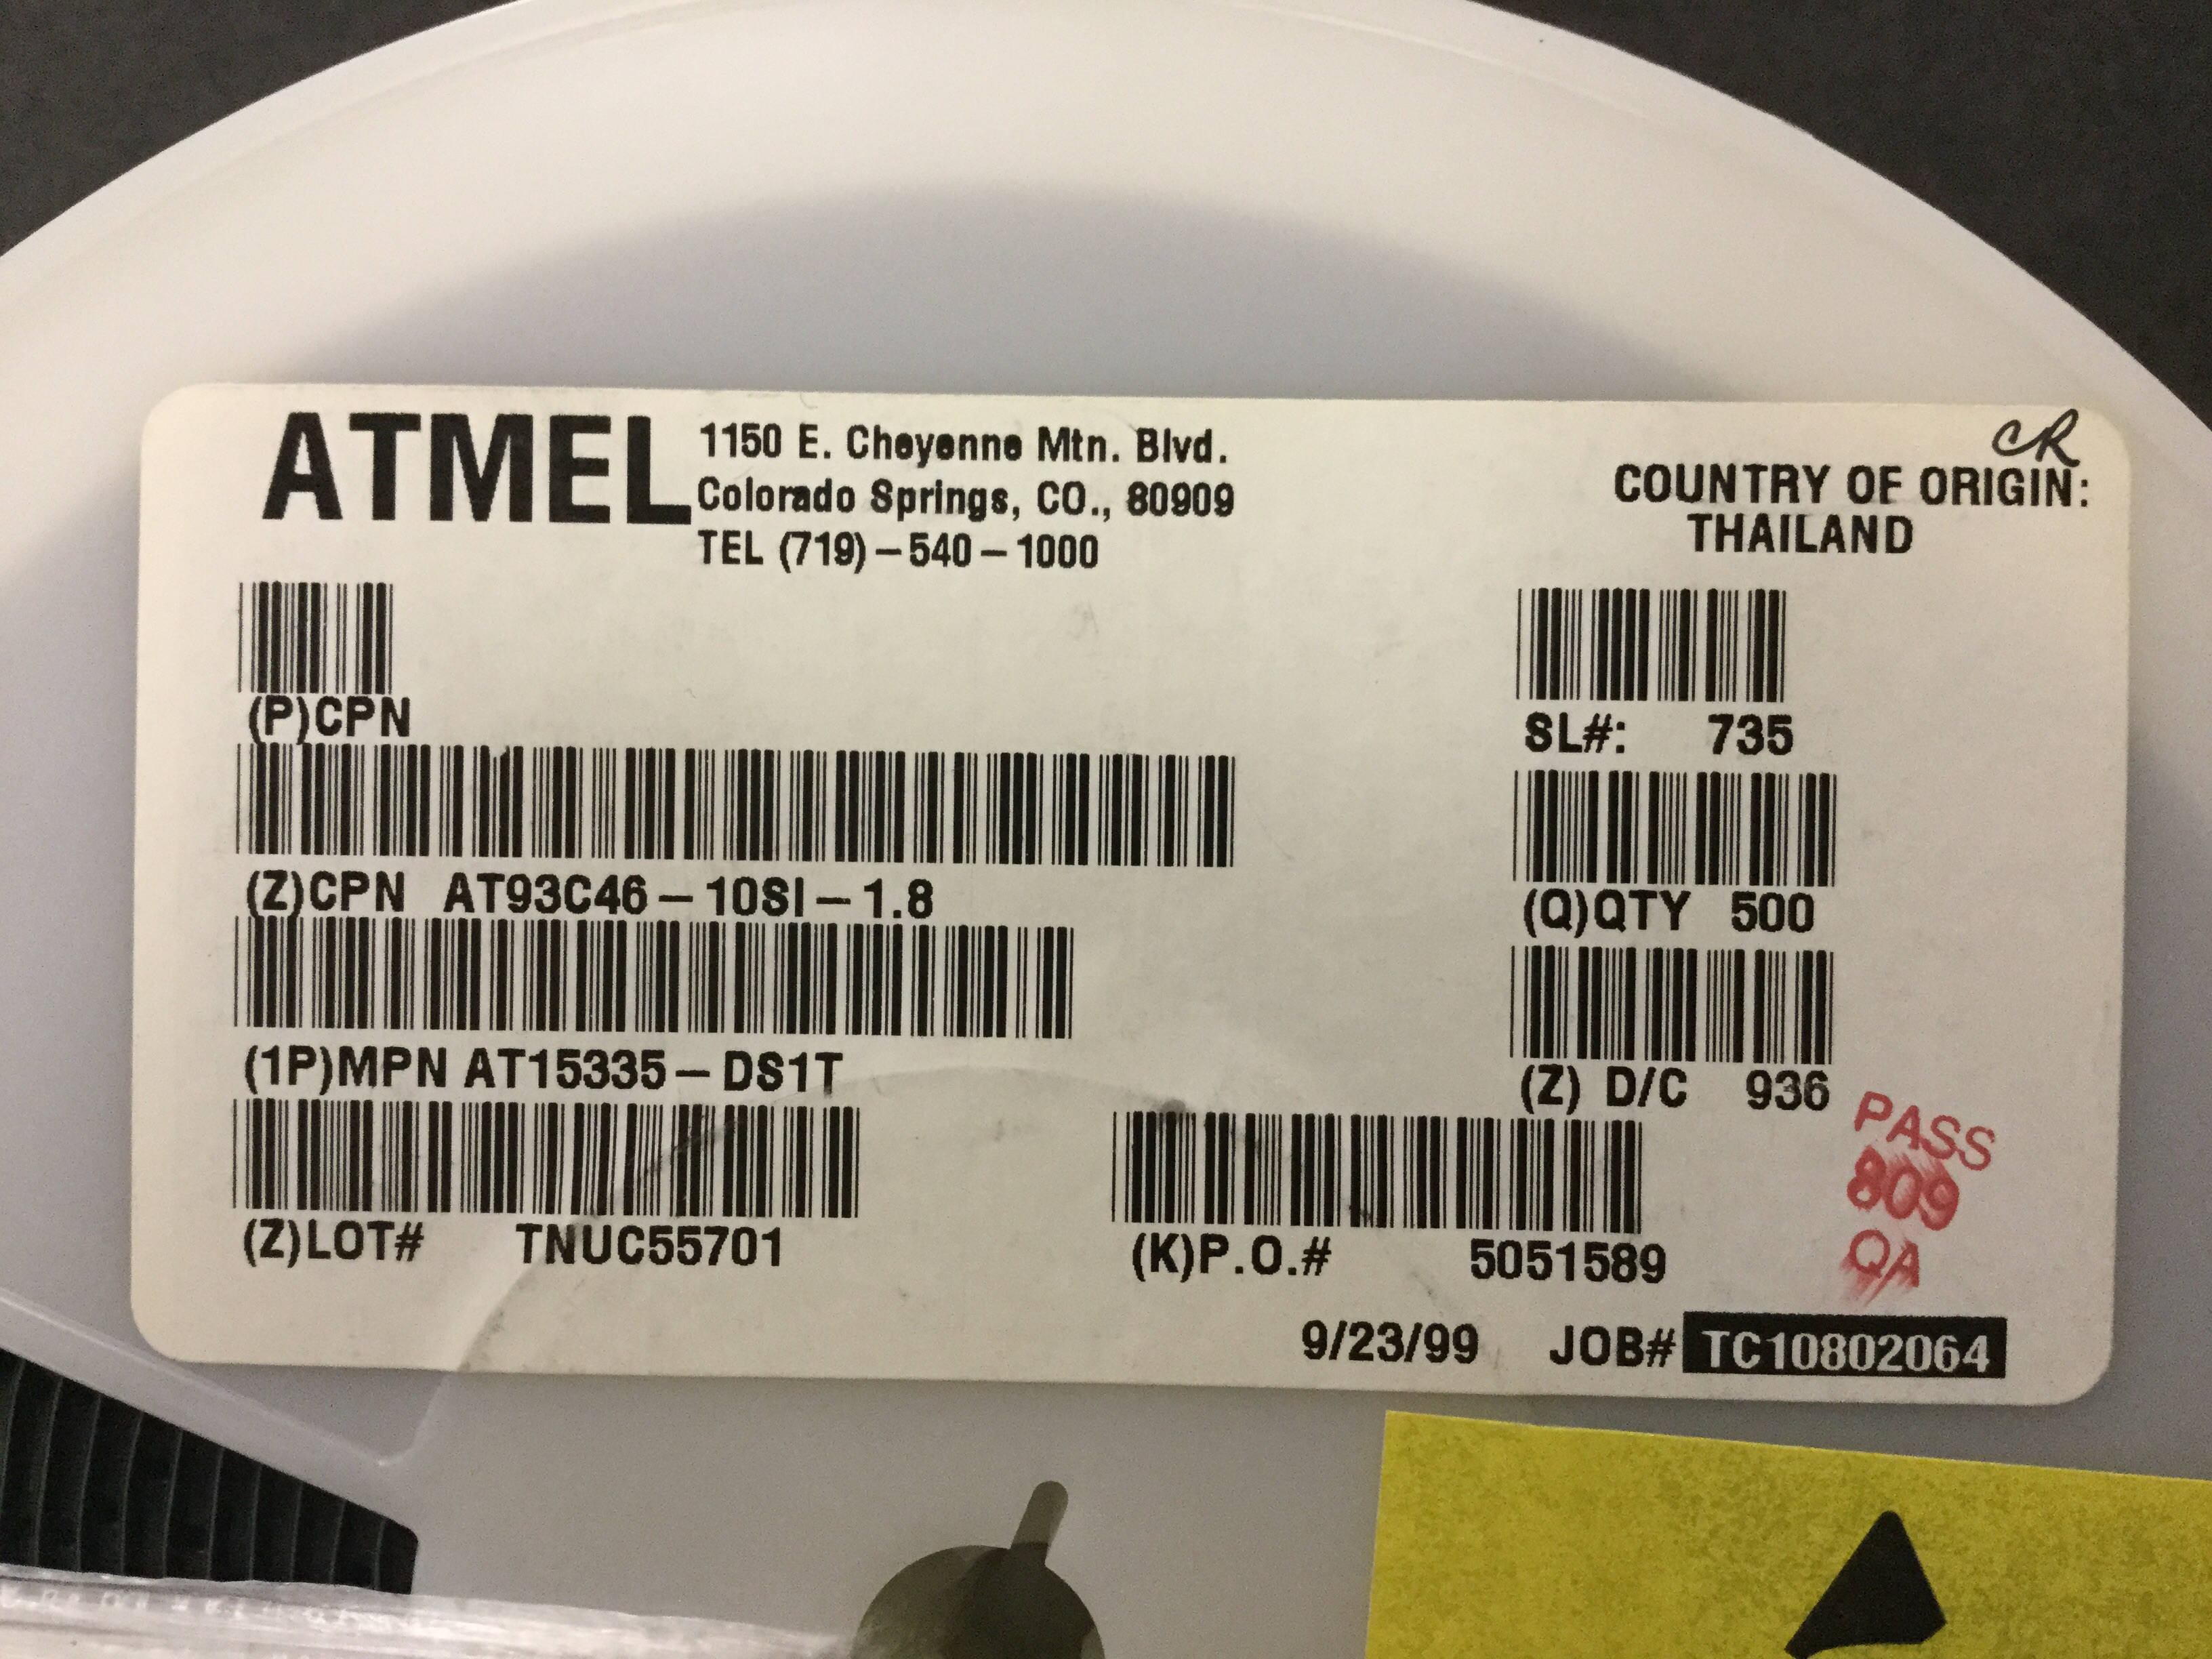 ATMEL
1150 E. Cheyenne Mtn. Blvd.
Colorado Springs, CO., 80909
TEL (719)–540–1000
CR
COUNTRY OF ORIGIN:
THAILAND
(P)CPN
SL#: 735
(Z)CPN AT93C46–10SI–1.8
(Q)QTY 500
(1P)MPN AT15335–DS1T
(Z) D/C 936
PASS
809
QA
(Z)LOT# TNUC55701
(K)P.O.# 5051589
9/23/99 JOB# TC10802064